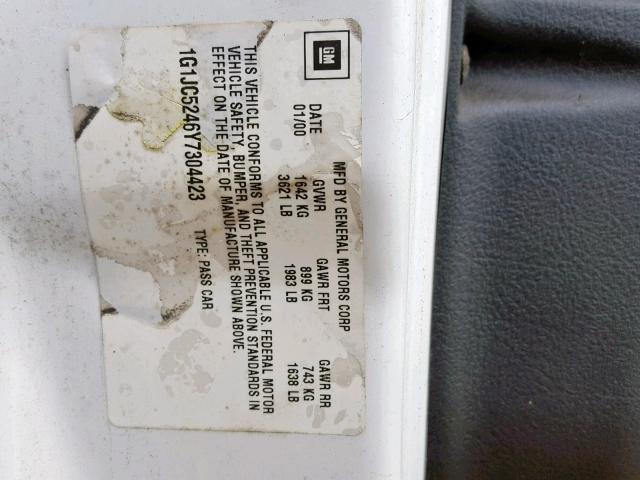 GM
MFD BY GENERAL MOTORS CORP
DATE GVWR GAWR FRT GAWR RR
01/00 1642 KG 899 KG 743 KG
3621 LB 1983 LB 1638 LB
THIS VEHICLE CONFORMS TO ALL APPLICABLE U.S. FEDERAL MOTOR
VEHICLE SAFETY, BUMPER, AND THEFT PREVENTION STANDARDS IN
EFFECT ON THE DATE OF MANUFACTURE SHOWN ABOVE.
1G1JC5246Y7304423 TYPE: PASS CAR